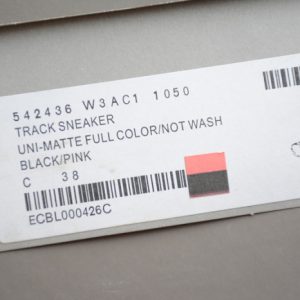 542436 W3AC1 1050
TRACK SNEAKER
UNI-MATTE FULL COLOR/NOT WASH
BLACK/PINK
C 38
ECBL000426C